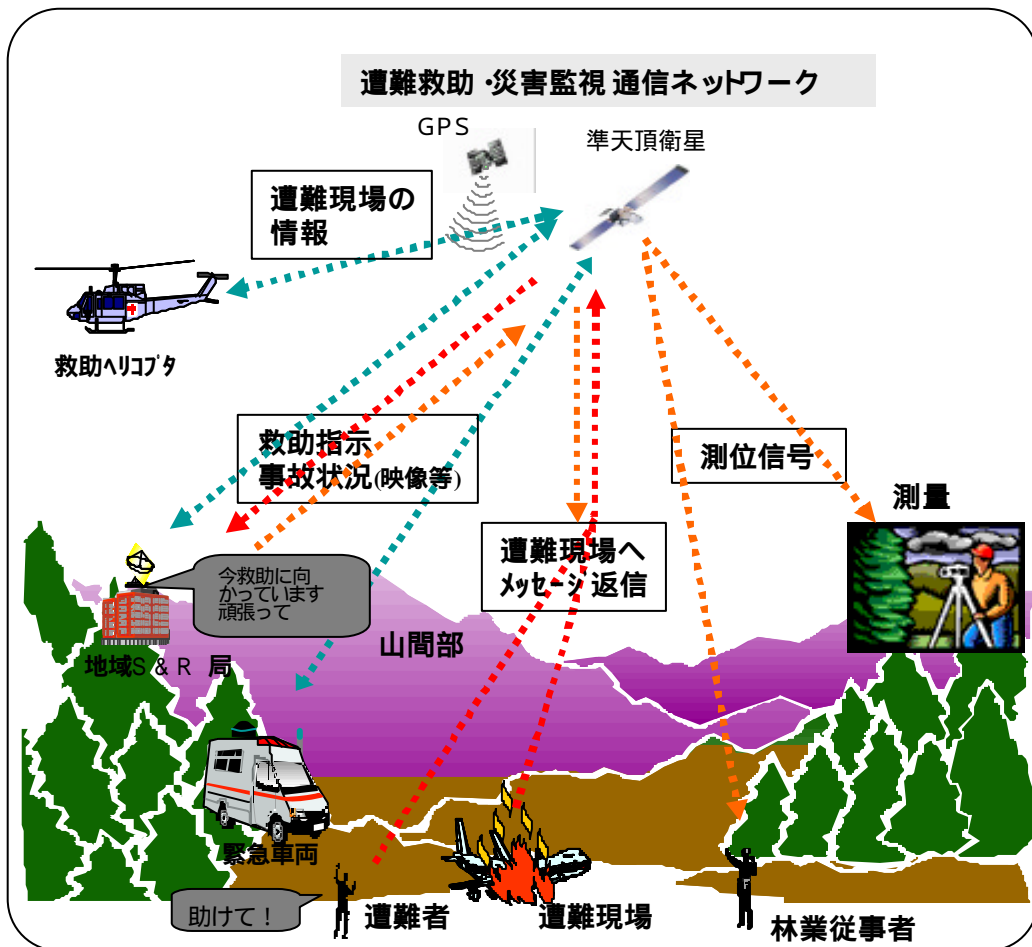 遭難救助・災害監視 通信ネットワーク
GPS
準天頂衛星
遭難現場の
情報
救助ヘリコプタ
救助指示
事故状況(映像等)
測位信号
測量
遭難現場へ
メッセージ返信
今救助に向
かっています
頑張って
山間部
地域S & R 局
緊急車両
助けて！
遭難者
遭難現場
林業従事者